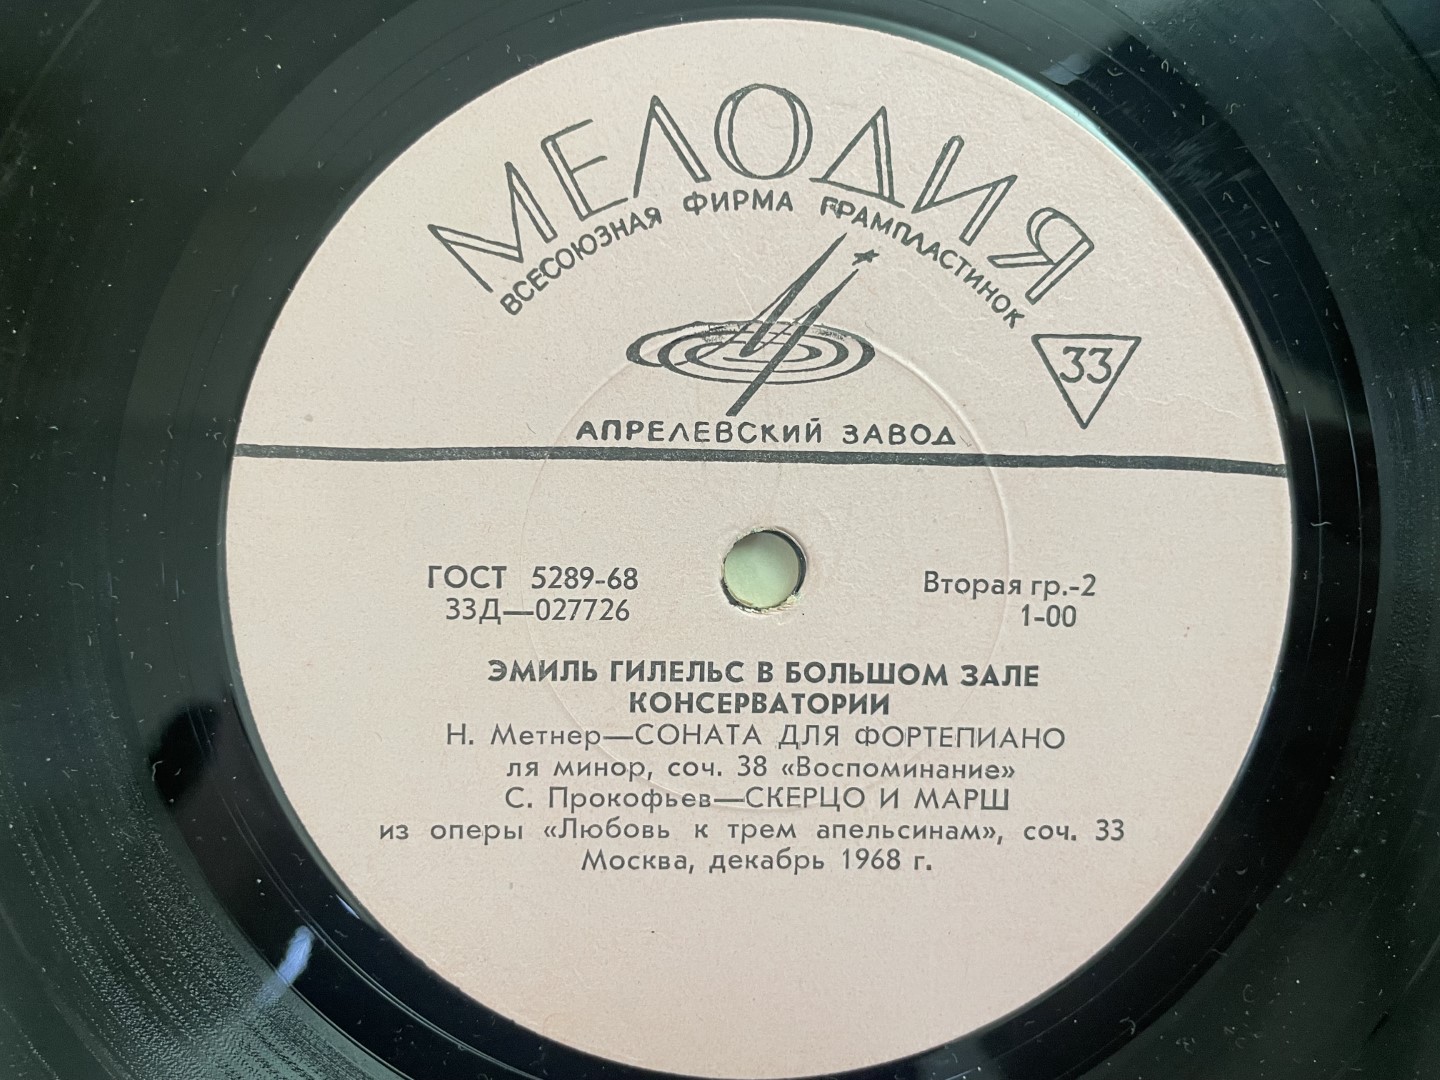 МЕЛОДИЯ
ВСЕСОЮЗНАЯ ФИРМА ГРАМПЛАСТИНОК
33
АПРЕЛЕВСКИЙ ЗАВОД
ГОСТ 5289-68
33Д—027726
Вторая гр.-2
1-00
ЭМИЛЬ ГИЛЕЛЬС В БОЛЬШОМ ЗАЛЕ
КОНСЕРВАТОРИИ
Н. Метнер—СОНАТА ДЛЯ ФОРТЕПИАНО
ля минор, соч. 38 «Воспоминание»
С. Прокофьев—СКЕРЦО И МАРШ
из оперы «Любовь к трем апельсинам», соч. 33
Москва, декабрь 1968 г.